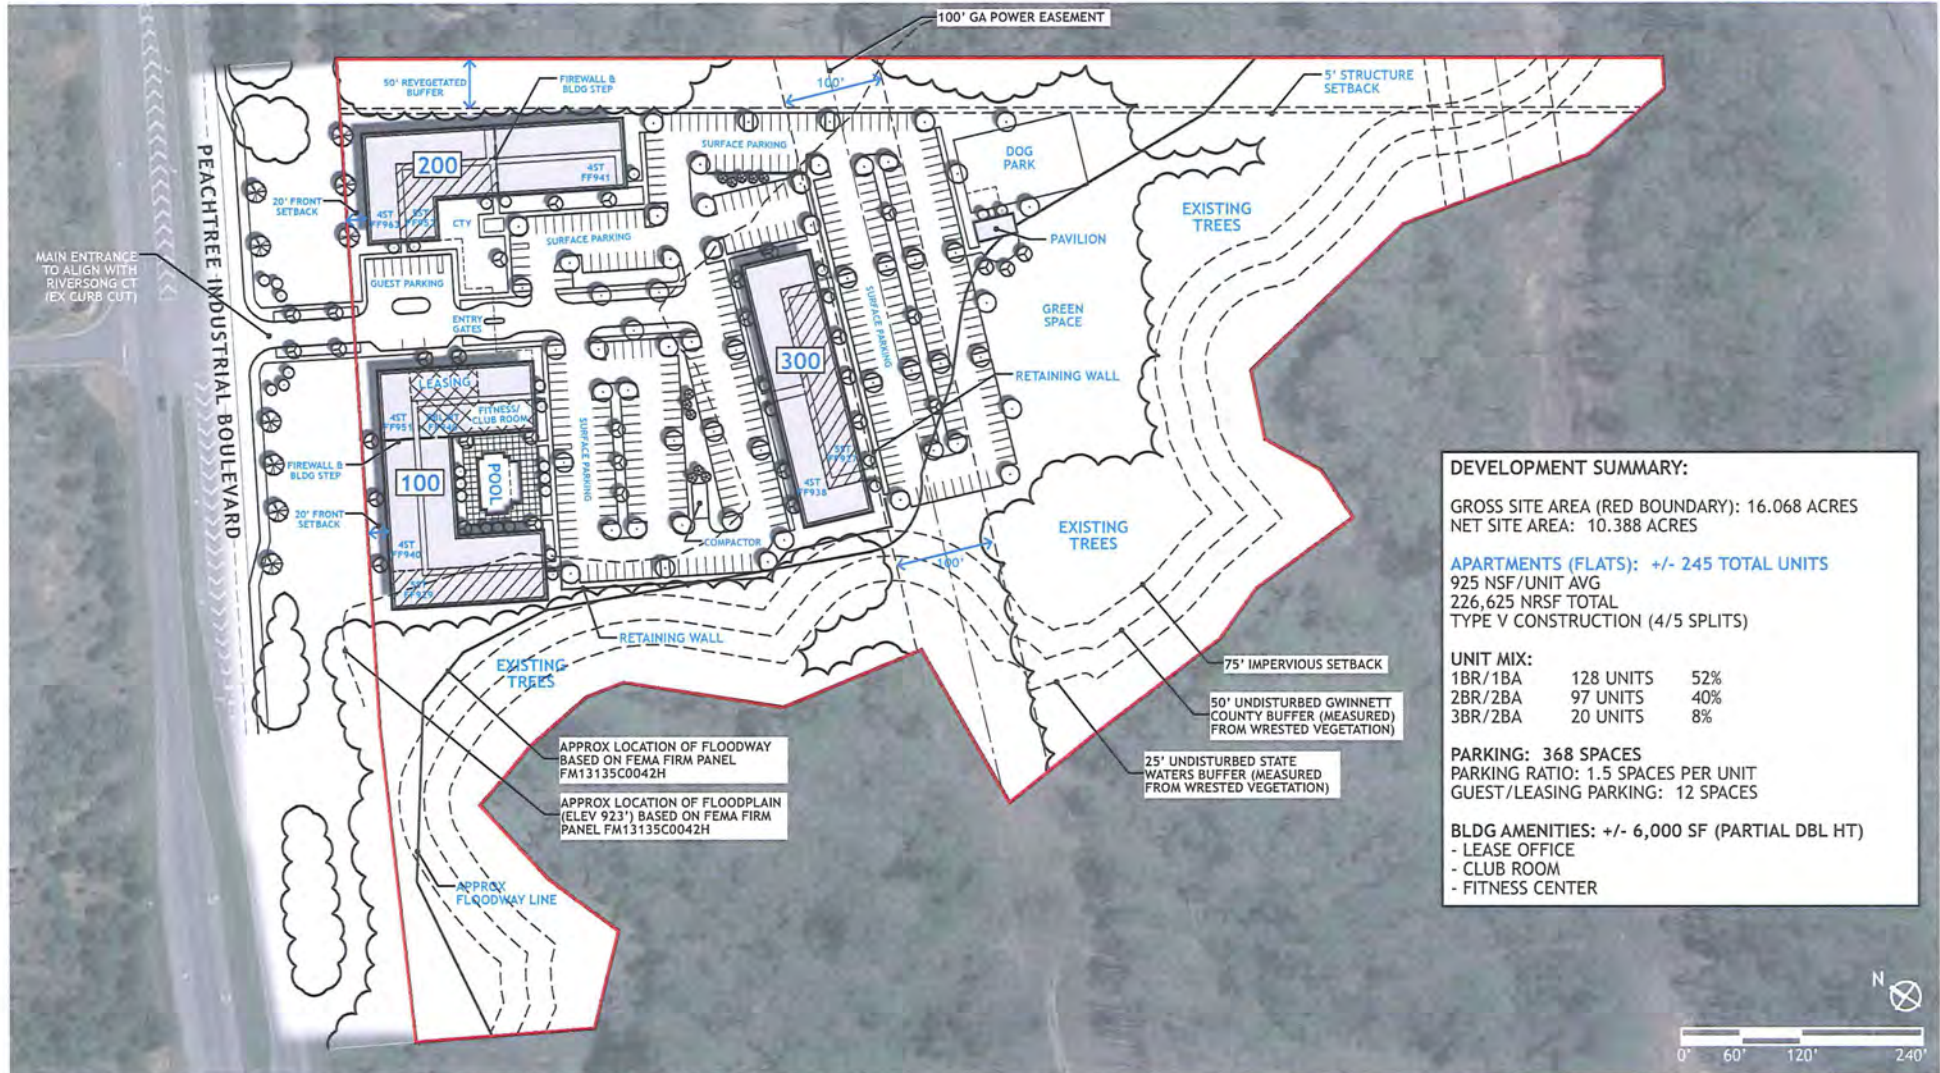 100' GA POWER EASEMENT
50' REVEGETATED
BUFFER
FIREWALL &
BLDG STEP
100'
5' STRUCTURE
SETBACK
PEACHTREE INDUSTRIAL BOULEVARD
200
4ST
FF941
SURFACE PARKING
DOG
PARK
20' FRONT
SETBACK
4ST
FF963
5ST
FF952
CTY
SURFACE PARKING
EXISTING
TREES
PAVILION
MAIN ENTRANCE
TO ALIGN WITH
RIVERSONG CT
(EX CURB CUT)
GUEST PARKING
ENTRY
GATES
SURFACE PARKING
GREEN
SPACE
300
RETAINING WALL
LEASING
4ST
FF951
FITNESS/
CLUB ROOM
FIREWALL &
BLDG STEP
100
POOL
SURFACE PARKING
5ST
4ST
FF938
20' FRONT
SETBACK
4ST
FF940
5ST
FF929
COMPACTOR
100'
EXISTING
TREES
RETAINING WALL
EXISTING
TREES
75' IMPERVIOUS SETBACK
50' UNDISTURBED GWINNETT
COUNTY BUFFER (MEASURED)
FROM WRESTED VEGETATION)
25' UNDISTURBED STATE
WATERS BUFFER (MEASURED
FROM WRESTED VEGETATION)
APPROX LOCATION OF FLOODWAY
BASED ON FEMA FIRM PANEL
FM13135C0042H
APPROX LOCATION OF FLOODPLAIN
(ELEV 923') BASED ON FEMA FIRM
PANEL FM13135C0042H
APPROX
FLOODWAY LINE
DEVELOPMENT SUMMARY:
GROSS SITE AREA (RED BOUNDARY): 16.068 ACRES
NET SITE AREA: 10.388 ACRES
APARTMENTS (FLATS): +/- 245 TOTAL UNITS
925 NSF/UNIT AVG
226,625 NRSF TOTAL
TYPE V CONSTRUCTION (4/5 SPLITS)
UNIT MIX:
1BR/1BA 128 UNITS 52%
2BR/2BA 97 UNITS 40%
3BR/2BA 20 UNITS 8%
PARKING: 368 SPACES
PARKING RATIO: 1.5 SPACES PER UNIT
GUEST/LEASING PARKING: 12 SPACES
BLDG AMENITIES: +/- 6,000 SF (PARTIAL DBL HT)
- LEASE OFFICE
- CLUB ROOM
- FITNESS CENTER
N
0' 60' 120' 240'